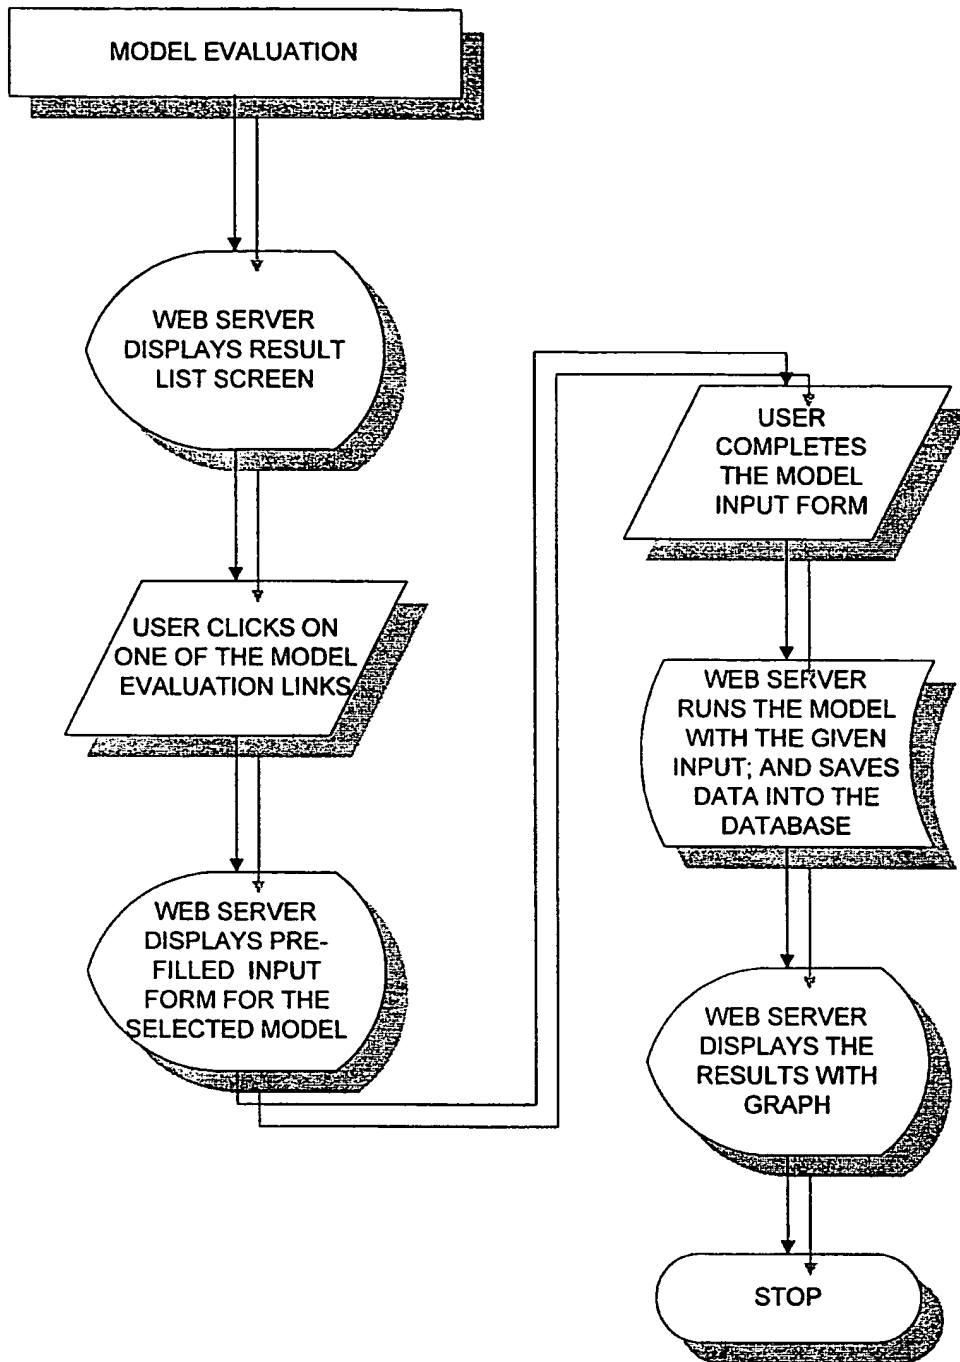 MODEL EVALUATION
WEB SERVER
DISPLAYS RESULT
LIST SCREEN
USER CLICKS ON
ONE OF THE MODEL
EVALUATION LINKS
WEB SERVER
DISPLAYS PRE-
FILLED INPUT
FORM FOR THE
SELECTED MODEL
USER
COMPLETES
THE MODEL
INPUT FORM
WEB SERVER
RUNS THE MODEL
WITH THE GIVEN
INPUT; AND SAVES
DATA INTO THE
DATABASE
WEB SERVER
DISPLAYS THE
RESULTS WITH
GRAPH
STOP